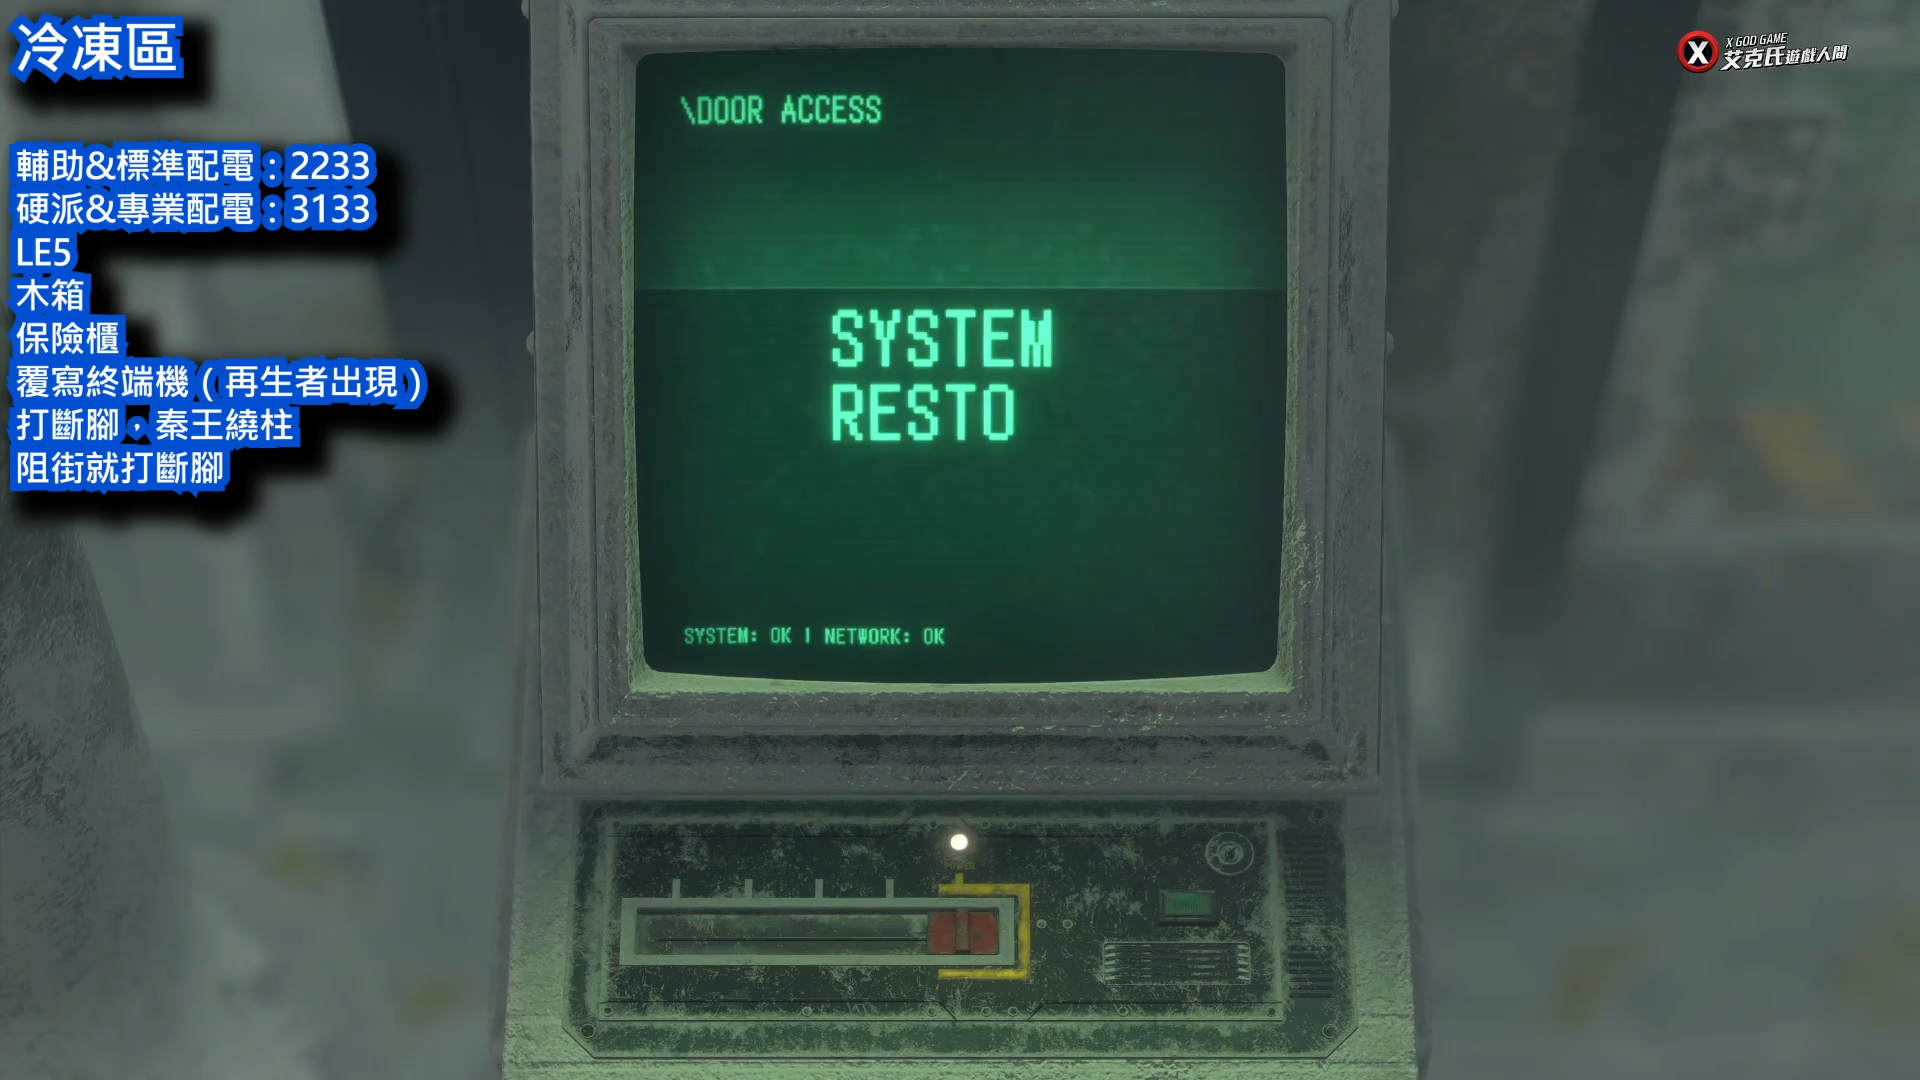 冷凍區
輔助&標準配電：2233
硬派&專業配電：3133
LE5
木箱
保險櫃
覆寫終端機（再生者出現）
打斷腳，秦王繞柱
阻街就打斷腳
\DOOR ACCESS
SYSTEM
RESTO
SYSTEM: OK | NETWORK: OK
POWER
X GOD GAME
艾克氏遊戲人間